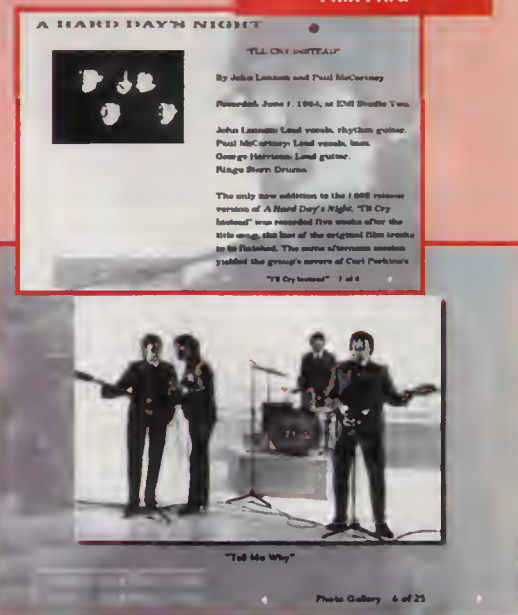 A HARD DAY'S NIGHT
"I'LL CRY INSTEAD"
By John Lennon and Paul McCartney
Recorded: June 1, 1964, at EMI Studio Two.
John Lennon: Lead vocals, rhythm guitar.
Paul McCartney: Lead vocals, bass.
George Harrison: Lead guitar.
Ringo Starr: Drums.
The only new addition to the reissue
version of A Hard Day's Night, "I'll Cry
Instead" was recorded five weeks after the
title song, the last of the original film tracks
to be finished. The same afternoon session
yielded the group's covers of Carl Perkins's
"I'll Cry Instead" 1 of 4
"Tell Me Why"
Photo Gallery 6 of 25